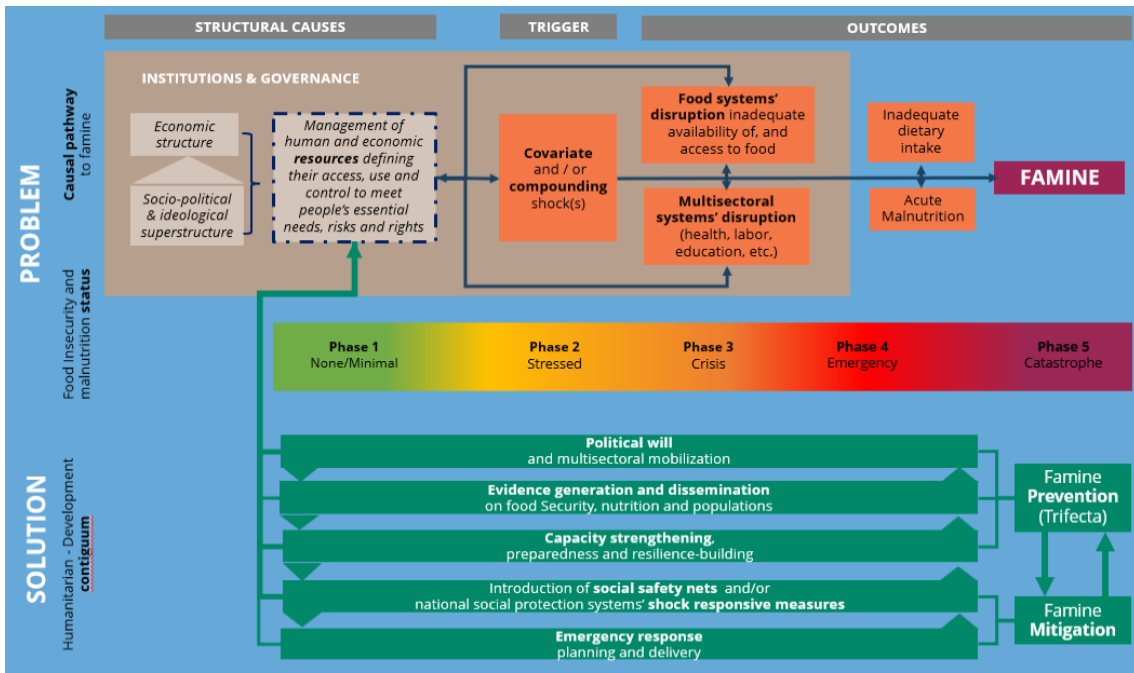 STRUCTURAL CAUSES
TRIGGER
OUTCOMES
PROBLEM
Causal pathway
to famine
INSTITUTIONS & GOVERNANCE
Economic
structure
Socio-political
& ideological
superstructure
Management of
human and economic
resources defining
their access, use and
control to meet
people's essential
needs, risks and rights
Covariate
and / or
compounding
shock(s)
Food systems'
disruption inadequate
availability of, and
access to food
Multisectoral
systems' disruption
(health, labor,
education, etc.)
Inadequate
dietary
intake
Acute
Malnutrition
FAMINE
Food Insecurity and
malnutrition status
Phase 1
None/Minimal
Phase 2
Stressed
Phase 3
Crisis
Phase 4
Emergency
Phase 5
Catastrophe
SOLUTION
Humanitarian - Development
contiguum
Political will
and multisectoral mobilization
Evidence generation and dissemination
on food Security, nutrition and populations
Capacity strengthening,
preparedness and resilience-building
Introduction of social safety nets and/or
national social protection systems' shock responsive measures
Emergency response
planning and delivery
Famine
Prevention
(Trifecta)
Famine
Mitigation